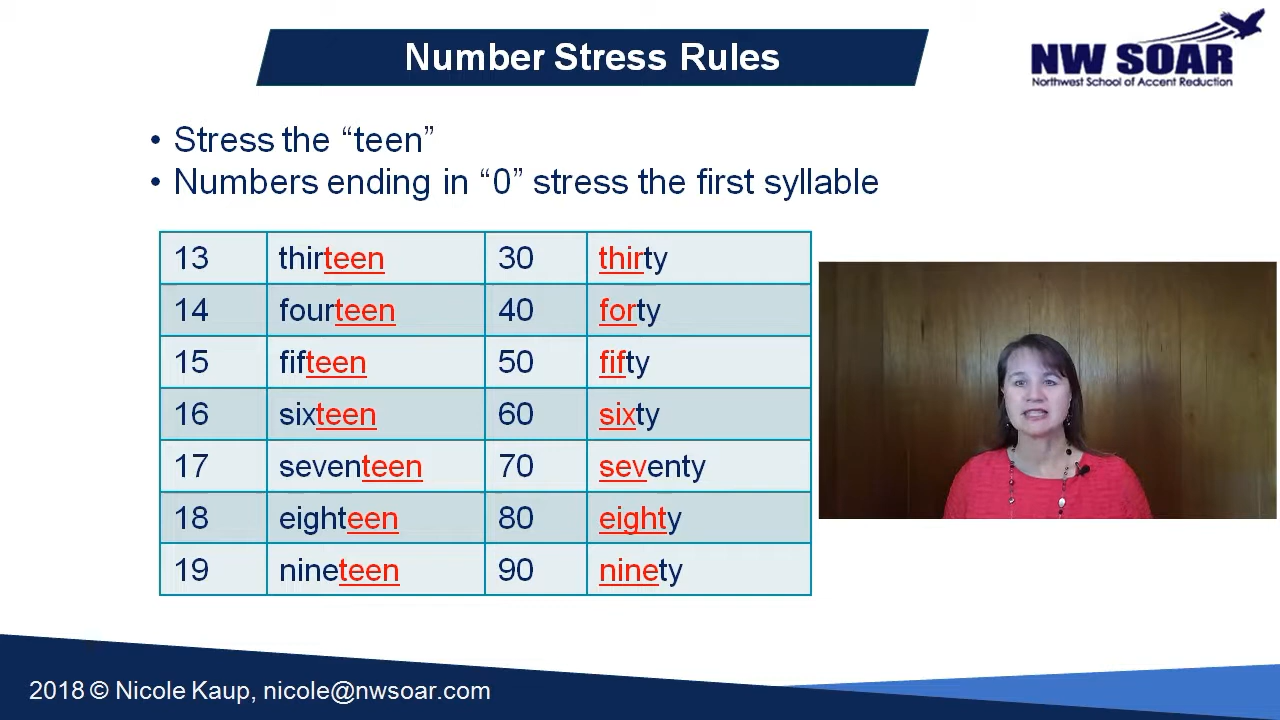 Number Stress Rules
NW SOAR
Northwest School of Accent Reduction
• Stress the “teen”
• Numbers ending in “0” stress the first syllable
13 thirteen 30 thirty
14 fourteen 40 forty
15 fifteen 50 fifty
16 sixteen 60 sixty
17 seventeen 70 seventy
18 eighteen 80 eighty
19 nineteen 90 ninety
2018 © Nicole Kaup, nicole@nwsoar.com